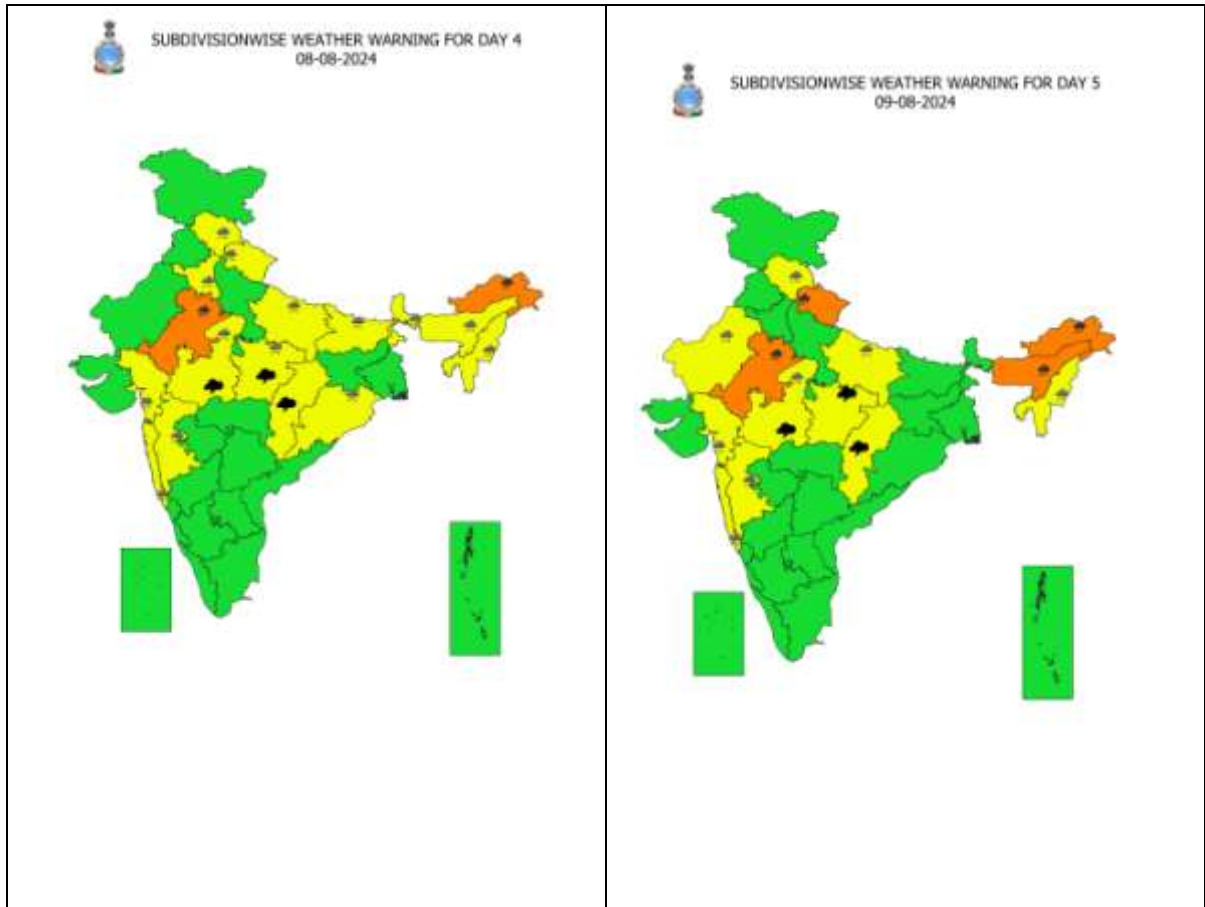 SUBDIVISIONWISE WEATHER WARNING FOR DAY 4
08-08-2024
SUBDIVISIONWISE WEATHER WARNING FOR DAY 5
09-08-2024